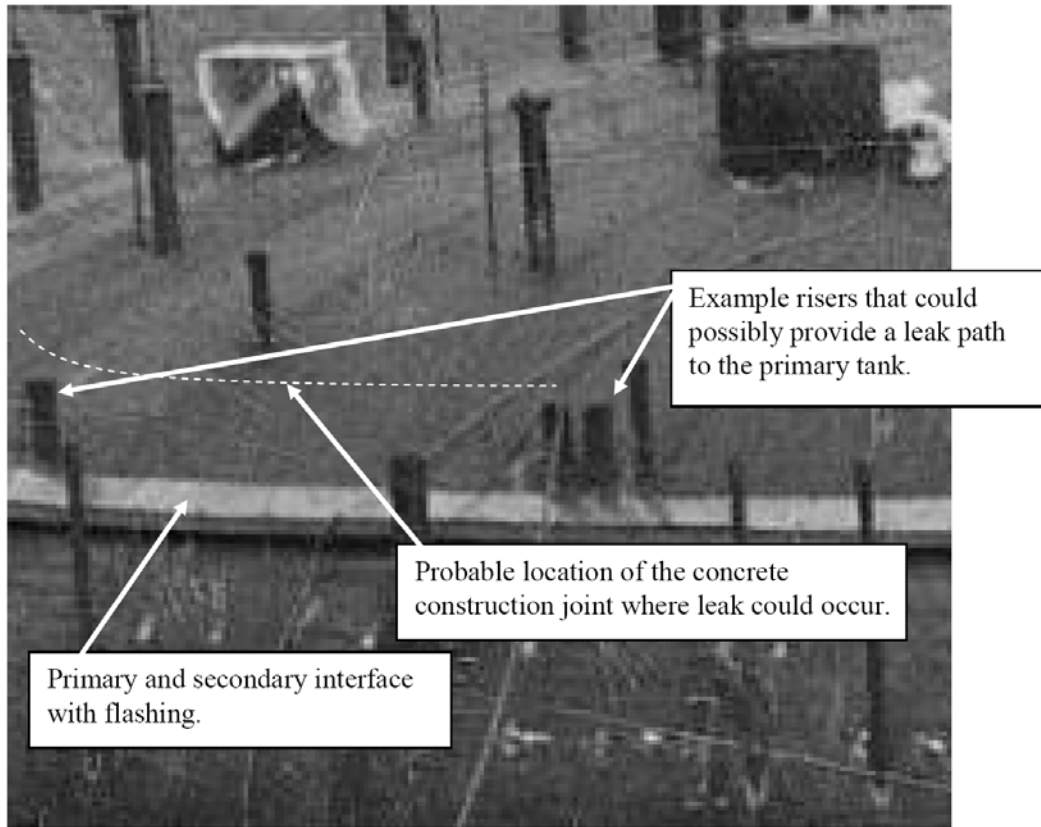 Example risers that could
possibly provide a leak path
to the primary tank.
Probable location of the concrete
construction joint where leak could occur.
Primary and secondary interface
with flashing.